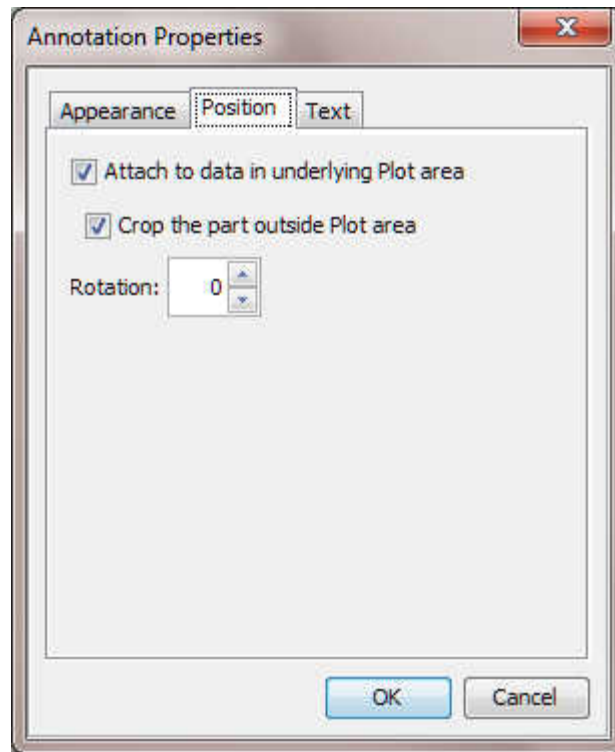 Annotation Properties
Appearance Position Text
Attach to data in underlying Plot area
Crop the part outside Plot area
Rotation: 0
OK Cancel